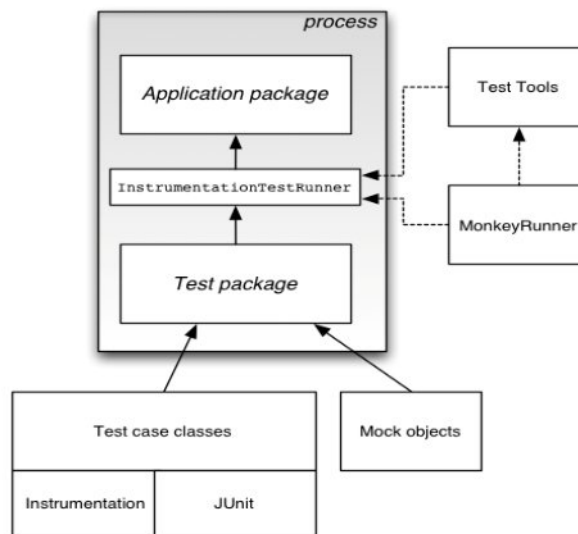 process
Application package
Test Tools
InstrumentationTestRunner
MonkeyRunner
Test package
Test case classes
Mock objects
Instrumentation
JUnit